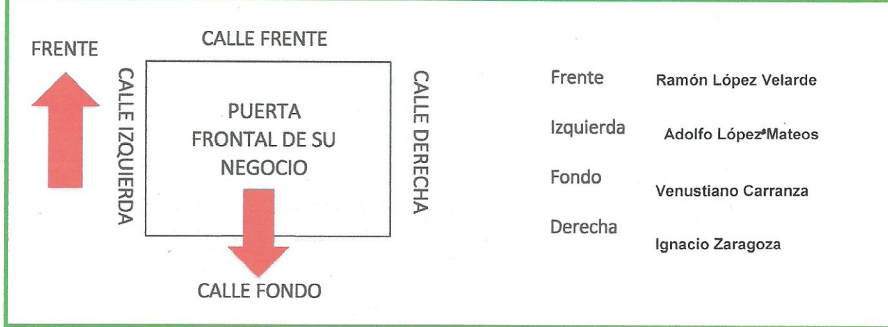 FRENTE
CALLE FRENTE
CALLE IZQUIERDA
PUERTA
FRONTAL DE SU
NEGOCIO
CALLE DERECHA
CALLE FONDO
Frente Ramón López Velarde
Izquierda Adolfo López Mateos
Fondo Venustiano Carranza
Derecha Ignacio Zaragoza